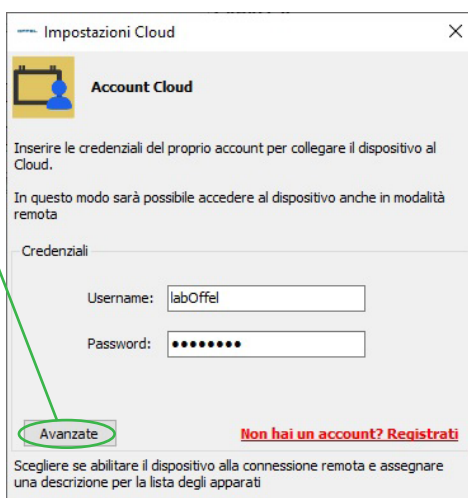 OFFEL Impostazioni Cloud
Account Cloud
Inserire le credenziali del proprio account per collegare il dispositivo al
Cloud.
In questo modo sarà possibile accedere al dispositivo anche in modalità
remota
Credenziali
Username: labOffel
Password: ●●●●●●●●
Avanzate Non hai un account? Registrati
Scegliere se abilitare il dispositivo alla connessione remota e assegnare
una descrizione per la lista degli apparati